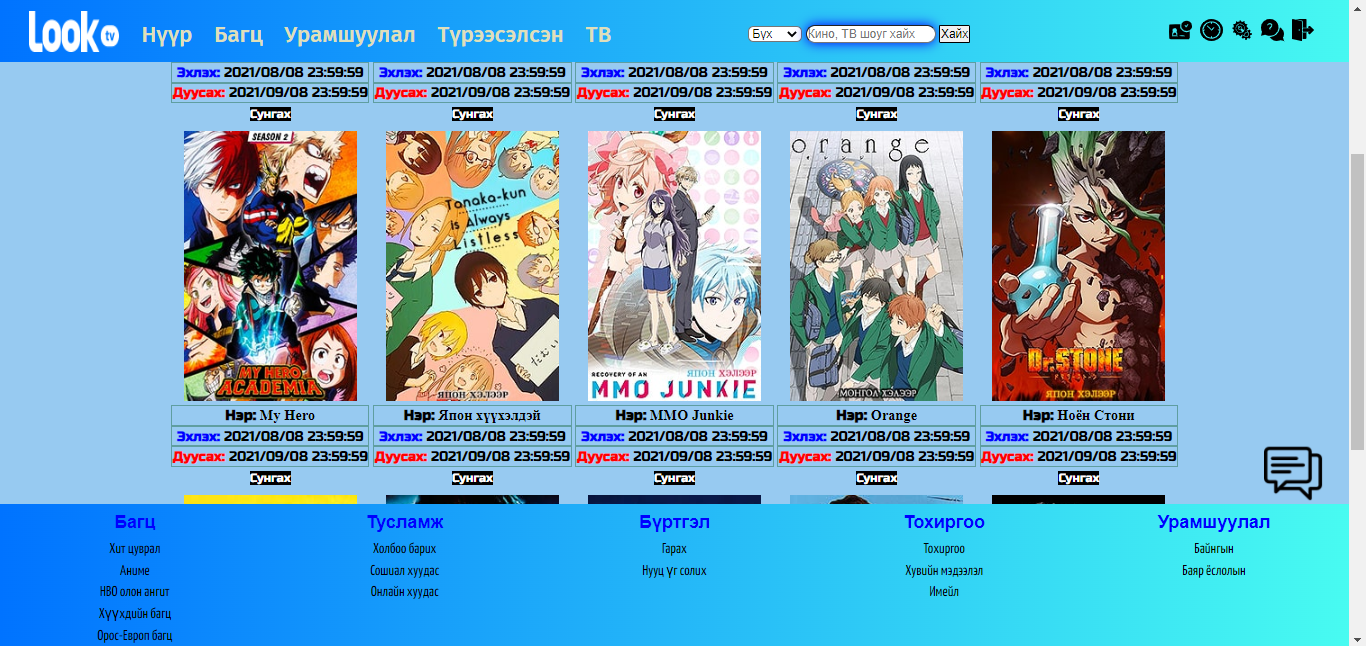 Look tv
Нүүр Багц Урамшуулал Түрээсэлсэн ТВ
Бүх Кино, ТВ шоуг хайх Хайх
Эхлэх: 2021/08/08 23:59:59 Эхлэх: 2021/08/08 23:59:59 Эхлэх: 2021/08/08 23:59:59 Эхлэх: 2021/08/08 23:59:59 Эхлэх: 2021/08/08 23:59:59
Дуусах: 2021/09/08 23:59:59 Дуусах: 2021/09/08 23:59:59 Дуусах: 2021/09/08 23:59:59 Дуусах: 2021/09/08 23:59:59 Дуусах: 2021/09/08 23:59:59
Сунгах Сунгах Сунгах Сунгах Сунгах
SEASON 2
MY HERO
ACADEMIA
Tanaka-kun
is Always
Listless
ЯПОН ХЭЛЭЭР
RECOVERY OF AN
MMO JUNKIE
ЯПОН ХЭЛЭЭР
orange
МОНГОЛ ХЭЛЭЭР
Dr.STONE
ЯПОН ХЭЛЭЭР
Нэр: My Hero Нэр: Япон хүүхэлдэй Нэр: MMO Junkie Нэр: Orange Нэр: Ноён Стони
Эхлэх: 2021/08/08 23:59:59 Эхлэх: 2021/08/08 23:59:59 Эхлэх: 2021/08/08 23:59:59 Эхлэх: 2021/08/08 23:59:59 Эхлэх: 2021/08/08 23:59:59
Дуусах: 2021/09/08 23:59:59 Дуусах: 2021/09/08 23:59:59 Дуусах: 2021/09/08 23:59:59 Дуусах: 2021/09/08 23:59:59 Дуусах: 2021/09/08 23:59:59
Сунгах Сунгах Сунгах Сунгах Сунгах
Багц Тусламж Бүртгэл Тохиргоо Урамшуулал
Хит цуврал Холбоо барих Гарах Тохиргоо Байнгын
Аниме Сошиал хуудас Нууц үг солих Хувийн мэдээлэл Баяр ёслолын
HBO олон ангит Онлайн хуудас Имейл
Хүүхдийн багц
Орос-Европ багц